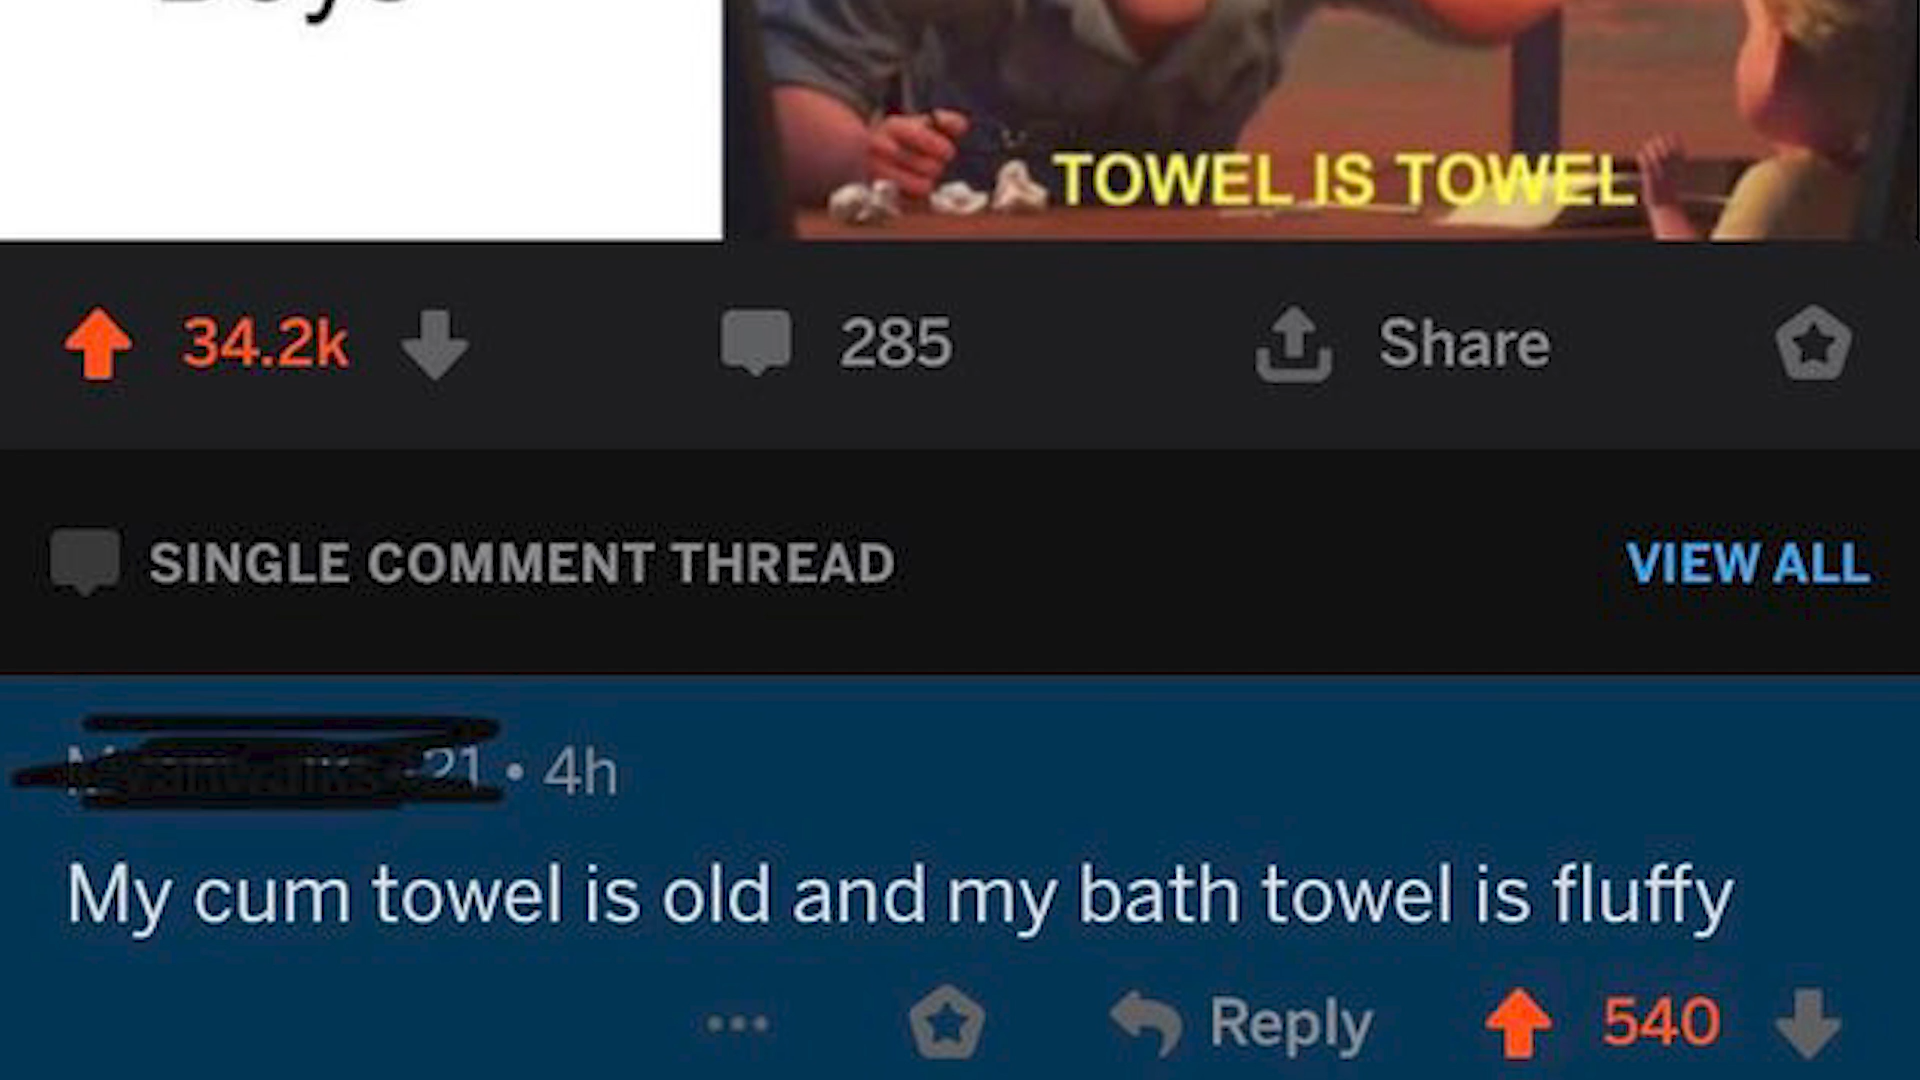 TOWEL IS TOWEL
34.2k
285
Share
SINGLE COMMENT THREAD
VIEW ALL
21 • 4h
My cum towel is old and my bath towel is fluffy
Reply
540